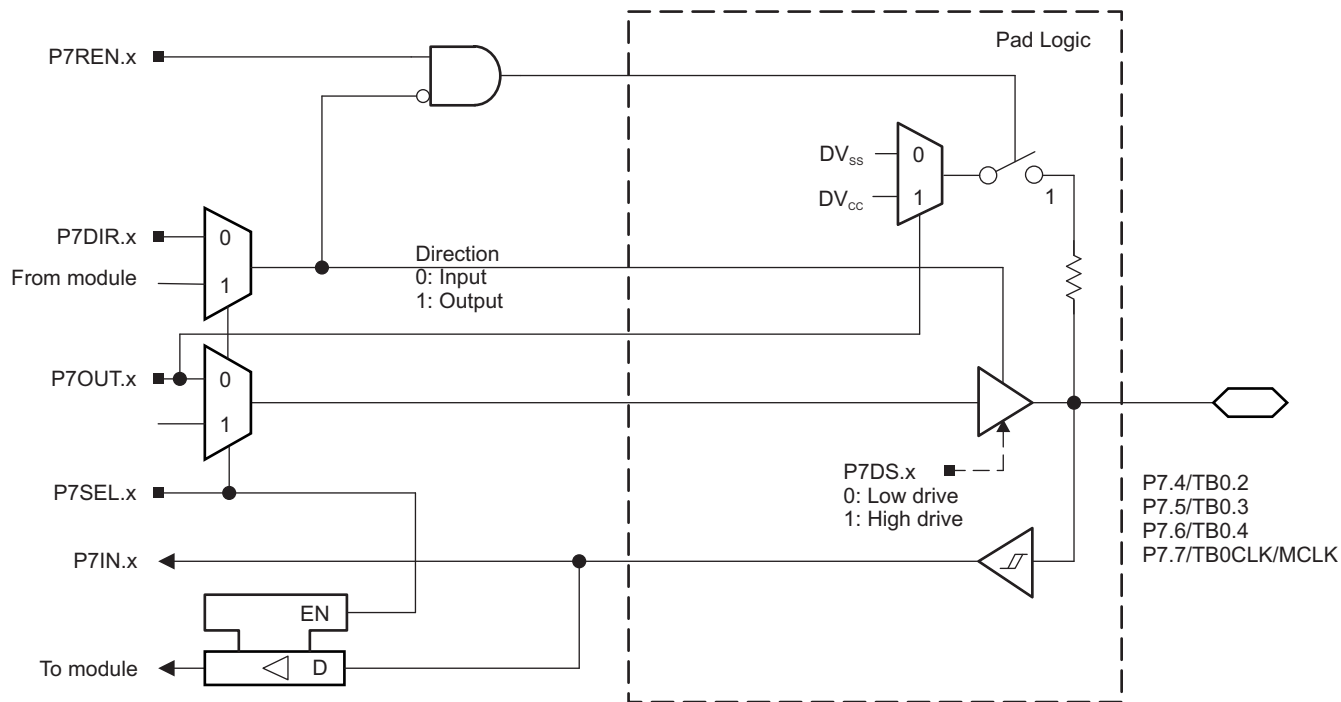 Pad Logic
P7REN.x
DVSS
0
DVCC
1
1
P7DIR.x
0
From module
1
Direction
0: Input
1: Output
P7OUT.x
0
1
P7DS.x
0: Low drive
1: High drive
P7SEL.x
P7.4/TB0.2
P7.5/TB0.3
P7.6/TB0.4
P7.7/TB0CLK/MCLK
P7IN.x
EN
To module
D